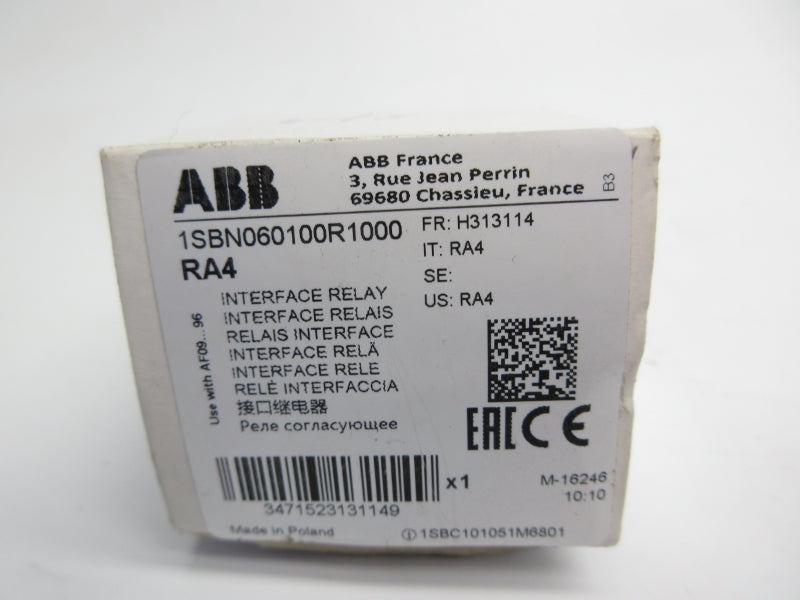 ABB
ABB France
3, Rue Jean Perrin
69680 Chassieu, France
B3
1SBN060100R1000
RA4
FR: H313114
IT: RA4
SE:
US: RA4
Use with AF09...96
INTERFACE RELAY
INTERFACE RELAIS
RELAIS INTERFACE
INTERFACE RELÄ
INTERFACE RELE
RELÈ INTERFACCIA
接口继电器
Реле согласующее
EAC CE
x1
3471523131149
M-16246
10:10
Made in Poland
i 1SBC101051M6801